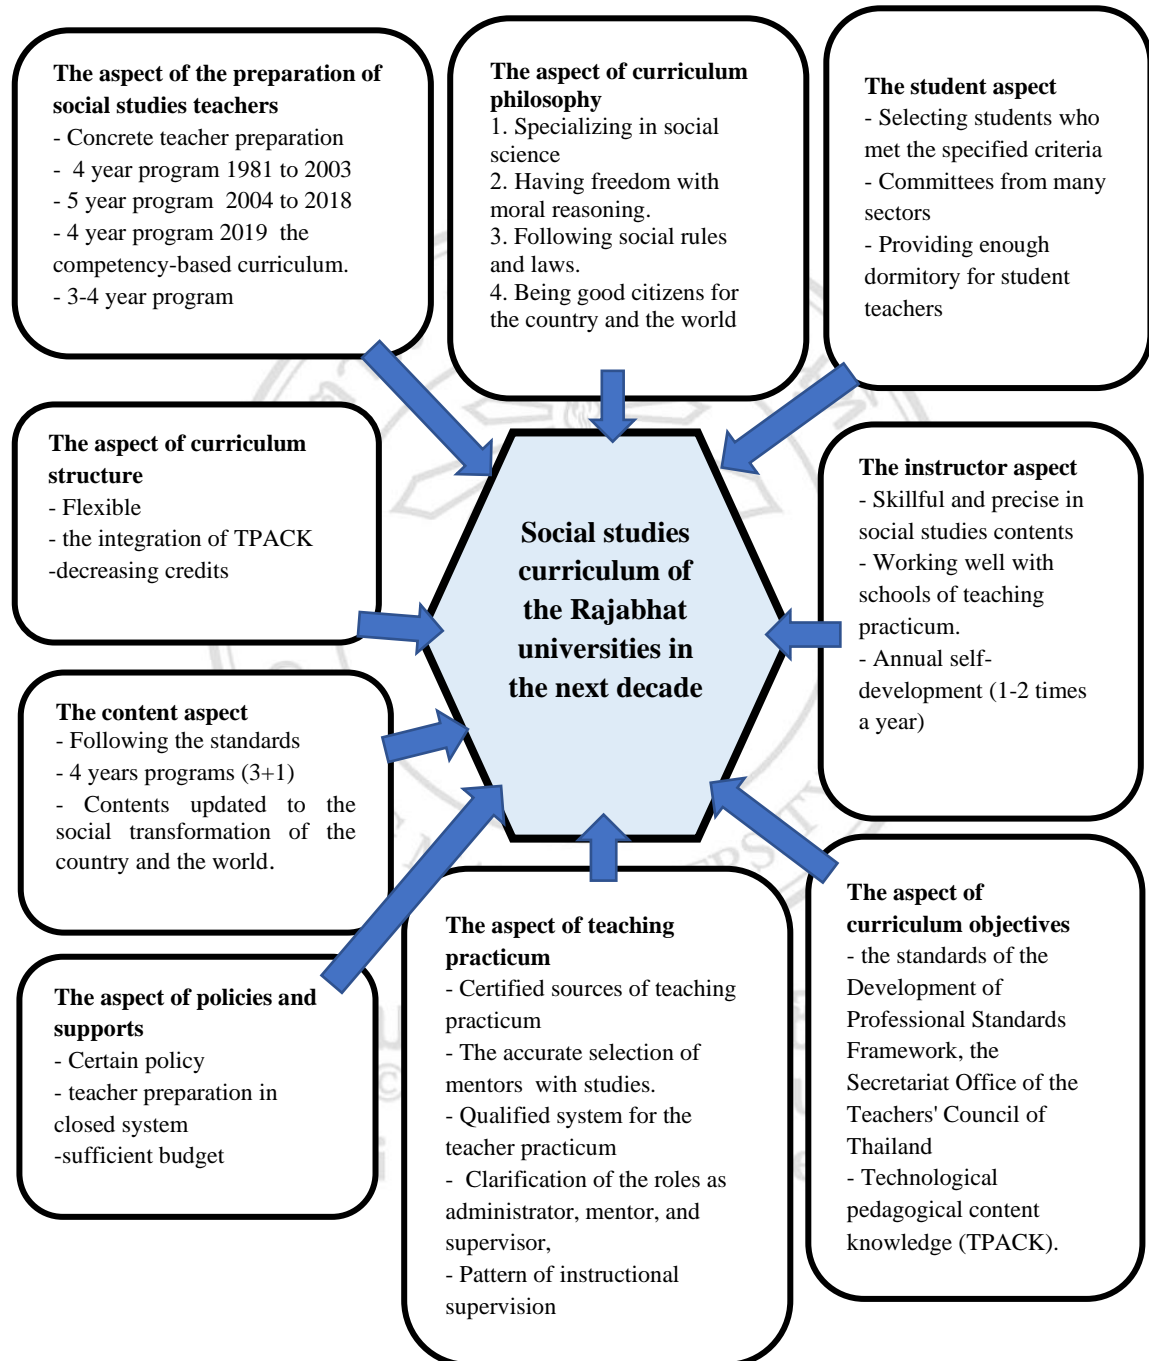 The aspect of the preparation of
social studies teachers
- Concrete teacher preparation
- 4 year program 1981 to 2003
- 5 year program 2004 to 2018
- 4 year program 2019 the
competency-based curriculum.
- 3-4 year program
The aspect of curriculum
philosophy
1. Specializing in social
science
2. Having freedom with
moral reasoning.
3. Following social rules
and laws.
4. Being good citizens for
the country and the world
The student aspect
- Selecting students who
met the specified criteria
- Committees from many
sectors
- Providing enough
dormitory for student
teachers
The aspect of curriculum
structure
- Flexible
- the integration of TPACK
-decreasing credits
Social studies
curriculum of
the Rajabhat
universities in
the next decade
The instructor aspect
- Skillful and precise in
social studies contents
- Working well with
schools of teaching
practicum.
- Annual self-
development (1-2 times
a year)
The content aspect
- Following the standards
- 4 years programs (3+1)
- Contents updated to the
social transformation of the
country and the world.
The aspect of policies and
supports
- Certain policy
- teacher preparation in
closed system
-sufficient budget
The aspect of teaching
practicum
- Certified sources of teaching
practicum
- The accurate selection of
mentors with studies.
- Qualified system for the
teacher practicum
- Clarification of the roles as
administrator, mentor, and
supervisor,
- Pattern of instructional
supervision
The aspect of
curriculum objectives
- the standards of the
Development of
Professional Standards
Framework, the
Secretariat Office of the
Teachers' Council of
Thailand
- Technological
pedagogical content
knowledge (TPACK).